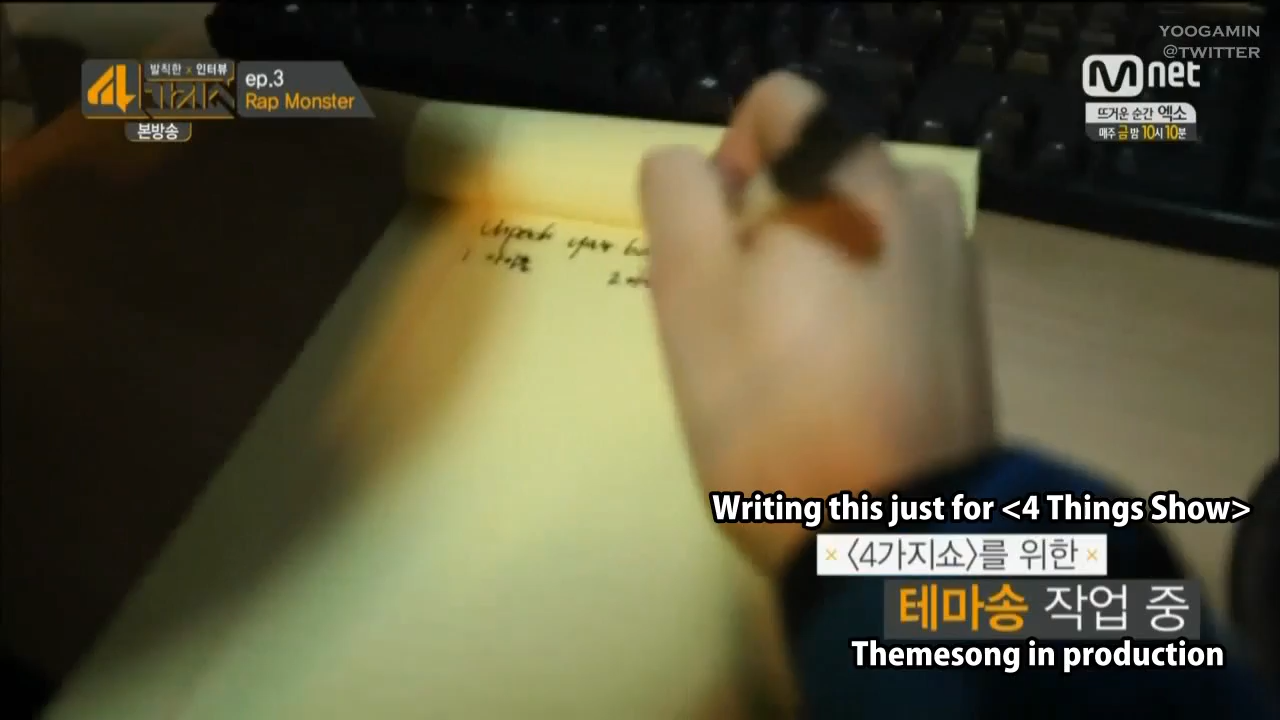 YOOGAMIN
@TWITTER
4
발칙한 × 인터뷰
ep.3
Rap Monster
본방송
Mnet
뜨거운 순간 엑소
매주 금 밤 10시 10분
Writing this just for <4 Things Show>
× 〈4가지쇼〉를 위한 ×
테마송 작업 중
Themesong in production